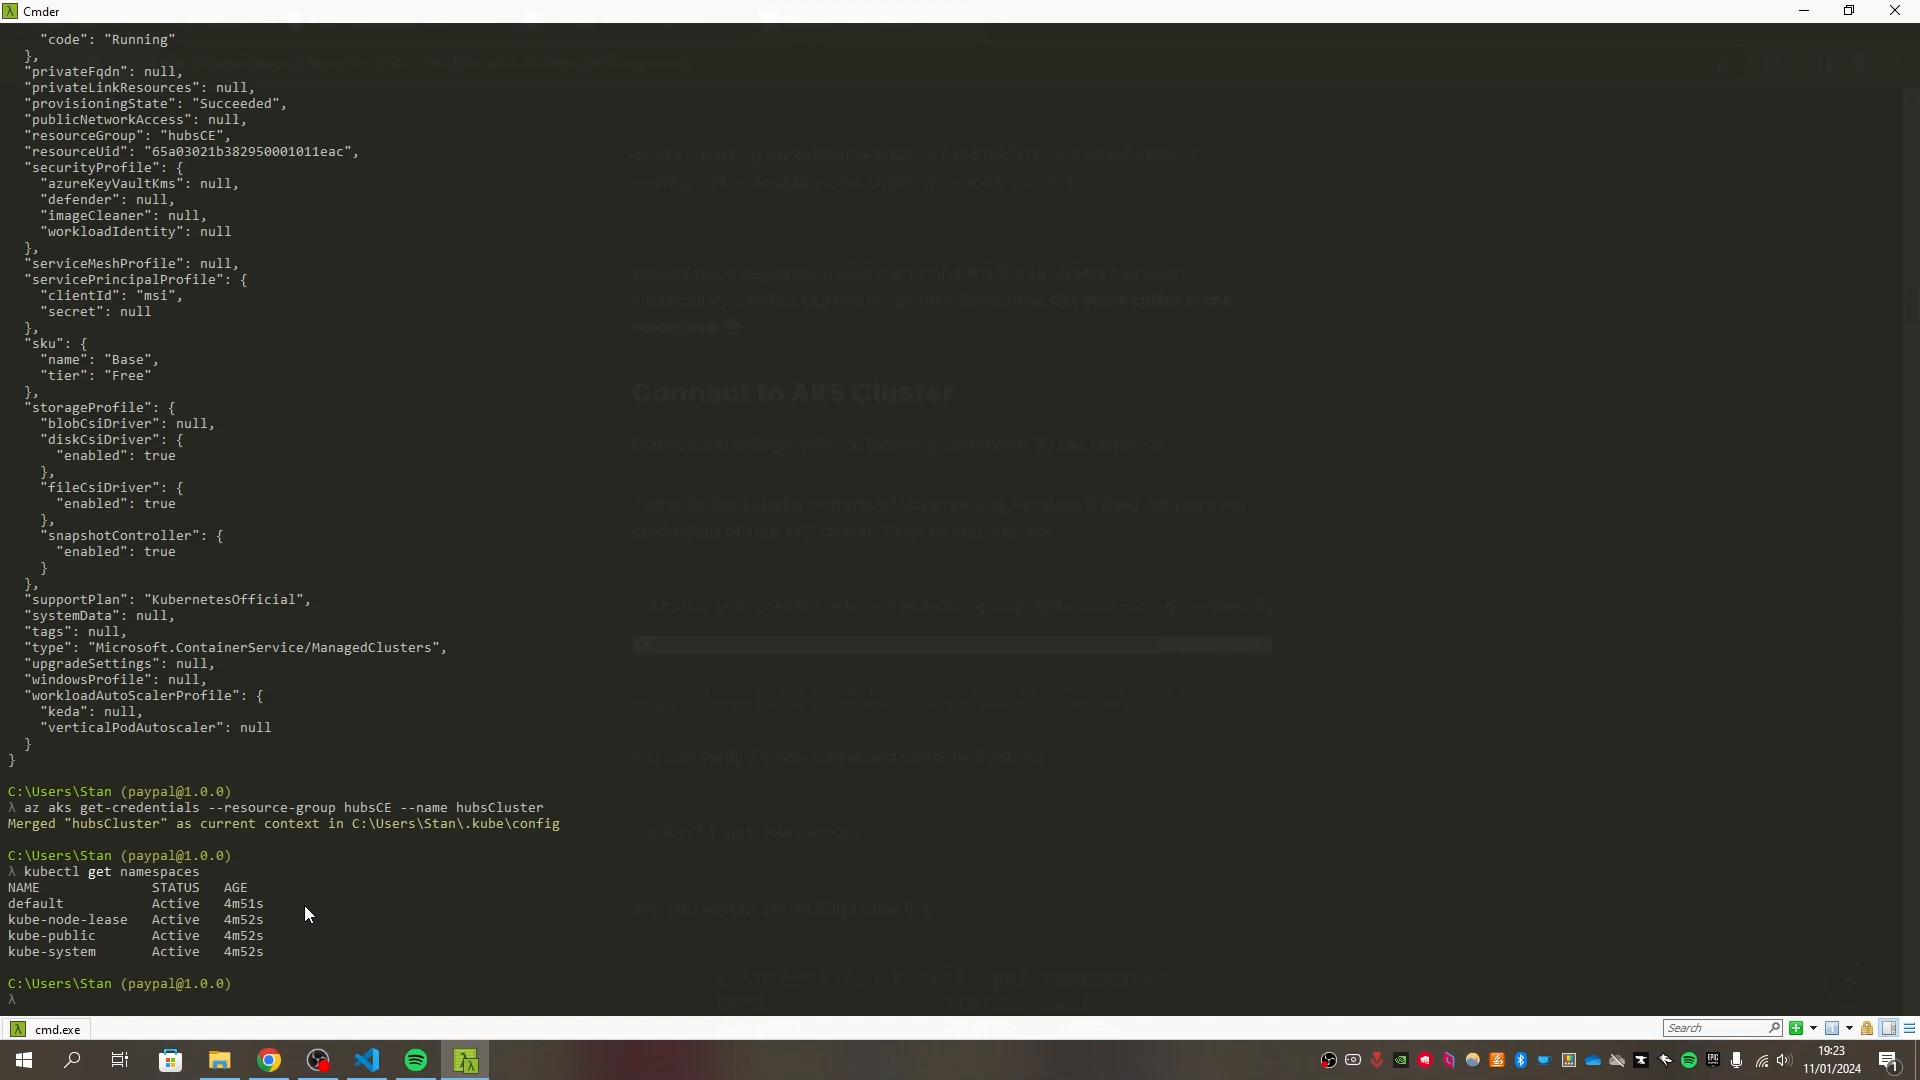 Cmder
"code": "Running"
},
"privateFqdn": null,
"privateLinkResources": null,
"provisioningState": "Succeeded",
"publicNetworkAccess": null,
"resourceGroup": "hubsCE",
"resourceUid": "65a03021b382950001011eac",
"securityProfile": {
"azureKeyVaultKms": null,
"defender": null,
"imageCleaner": null,
"workloadIdentity": null
},
"serviceMeshProfile": null,
"servicePrincipalProfile": {
"clientId": "msi",
"secret": null
},
"sku": {
"name": "Base",
"tier": "Free"
},
"storageProfile": {
"blobCsiDriver": null,
"diskCsiDriver": {
"enabled": true
},
"fileCsiDriver": {
"enabled": true
},
"snapshotController": {
"enabled": true
}
},
"supportPlan": "KubernetesOfficial",
"systemData": null,
"tags": null,
"type": "Microsoft.ContainerService/ManagedClusters",
"upgradeSettings": null,
"windowsProfile": null,
"workloadAutoScalerProfile": {
"keda": null,
"verticalPodAutoscaler": null
}
}
C:\Users\Stan (paypal@1.0.0)
λ az aks get-credentials --resource-group hubsCE --name hubsCluster
Merged "hubsCluster" as current context in C:\Users\Stan\.kube\config
C:\Users\Stan (paypal@1.0.0)
λ kubectl get namespaces
NAME STATUS AGE
default Active 4m51s
kube-node-lease Active 4m52s
kube-public Active 4m52s
kube-system Active 4m52s
C:\Users\Stan (paypal@1.0.0)
λ
Connect to AKS Cluster
cmd.exe
Search
19:23
11/01/2024